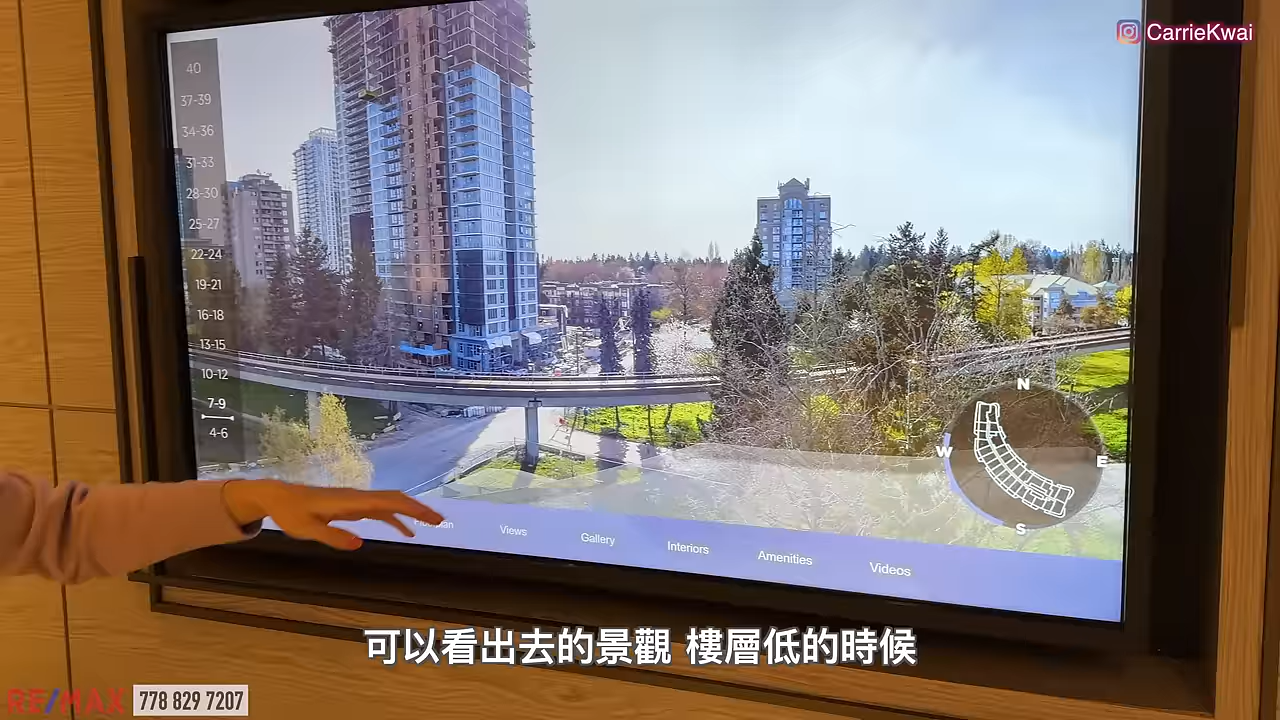 CarrieKwai
40
37-39
34-36
31-33
28-30
25-27
22-24
19-21
16-18
13-15
10-12
7-9
4-6
N
W
E
S
Views
Gallery
Interiors
Amenities
Videos
可以看出去的景觀 樓層低的時候
RE/MAX
778 829 7207